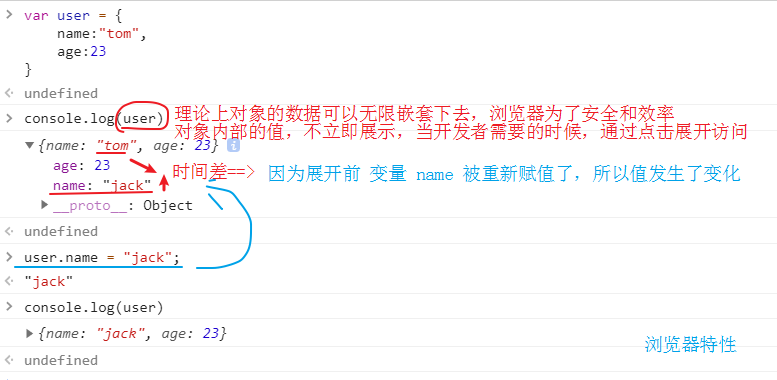 var user = {
name:"tom",
age:23
}
undefined
console.log(user) 理论上对象的数据可以无限嵌套下去，浏览器为了安全和效率
对象内部的值，不立即展示，当开发者需要的时候，通过点击展开访问
{name: "tom", age: 23} i
age: 23
name: "jack" 时间差==> 因为展开前 变量 name 被重新赋值了，所以值发生了变化
__proto__: Object
undefined
user.name = "jack";
"jack"
console.log(user)
{name: "jack", age: 23}
浏览器特性
undefined